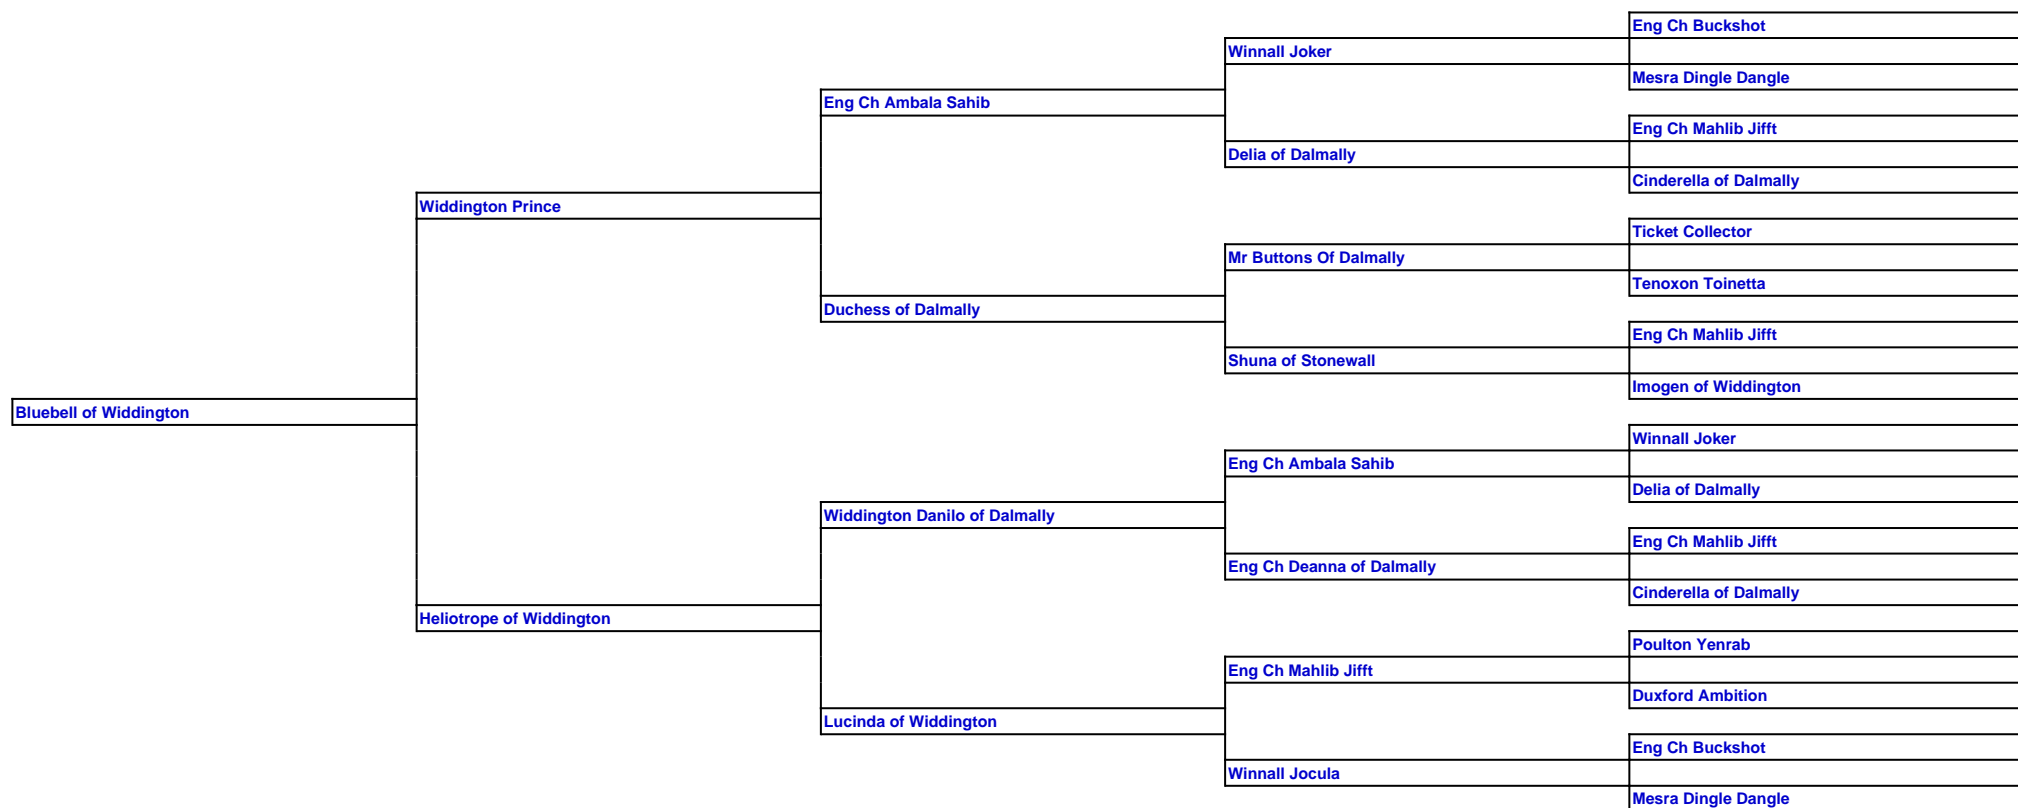 Eng Ch Buckshot
Winnall Joker
Mesra Dingle Dangle
Eng Ch Ambala Sahib
Eng Ch Mahlib Jifft
Delia of Dalmally
Cinderella of Dalmally
Widdington Prince
Ticket Collector
Mr Buttons Of Dalmally
Tenoxon Toinetta
Duchess of Dalmally
Eng Ch Mahlib Jifft
Shuna of Stonewall
Imogen of Widdington
Bluebell of Widdington
Winnall Joker
Eng Ch Ambala Sahib
Delia of Dalmally
Widdington Danilo of Dalmally
Eng Ch Mahlib Jifft
Eng Ch Deanna of Dalmally
Cinderella of Dalmally
Heliotrope of Widdington
Poulton Yenrab
Eng Ch Mahlib Jifft
Duxford Ambition
Lucinda of Widdington
Eng Ch Buckshot
Winnall Jocula
Mesra Dingle Dangle